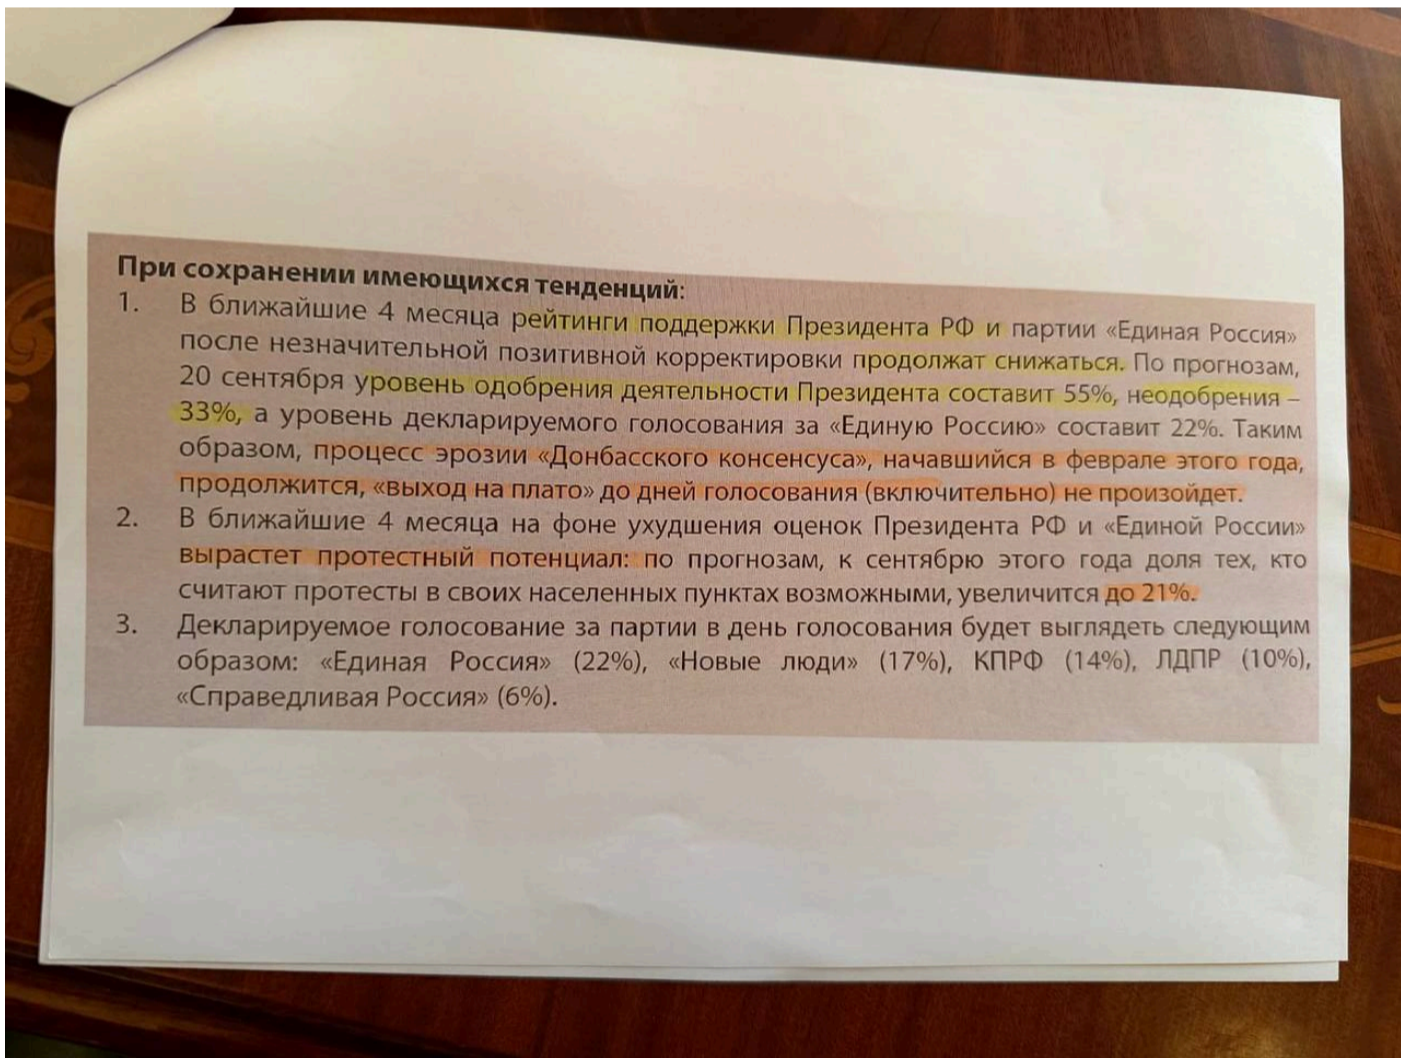 При сохранении имеющихся тенденций:
1. В ближайшие 4 месяца рейтинги поддержки Президента РФ и партии «Единая Россия»
после незначительной позитивной корректировки продолжат снижаться. По прогнозам,
20 сентября уровень одобрения деятельности Президента составит 55%, неодобрения –
33%, а уровень декларируемого голосования за «Единую Россию» составит 22%. Таким
образом, процесс эрозии «Донбасского консенсуса», начавшийся в феврале этого года,
продолжится, «выход на плато» до дней голосования (включительно) не произойдет.
2. В ближайшие 4 месяца на фоне ухудшения оценок Президента РФ и «Единой России»
вырастет протестный потенциал: по прогнозам, к сентябрю этого года доля тех, кто
считают протесты в своих населенных пунктах возможными, увеличится до 21%.
3. Декларируемое голосование за партии в день голосования будет выглядеть следующим
образом: «Единая Россия» (22%), «Новые люди» (17%), КПРФ (14%), ЛДПР (10%),
«Справедливая Россия» (6%).